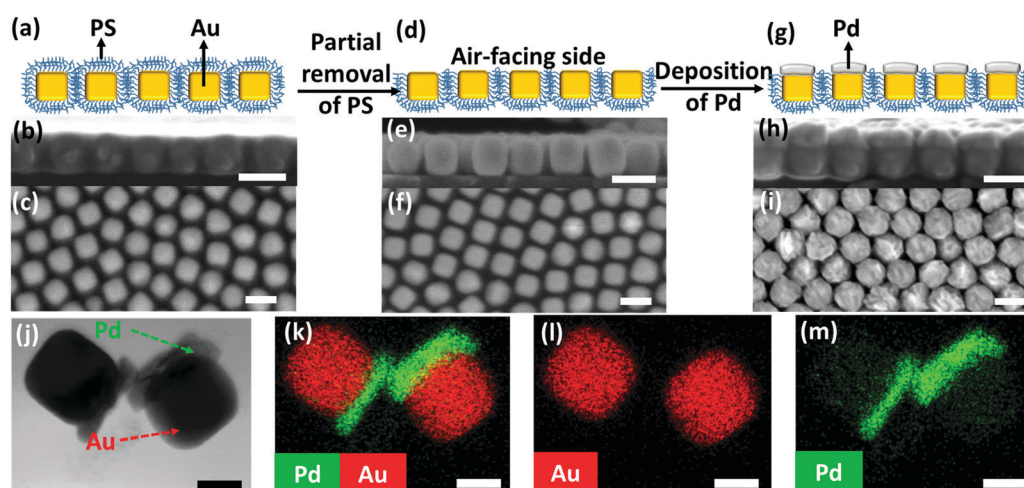 (a)
PS
Au
Partial
removal
of PS
(d)
Air-facing side
Deposition
of Pd
(g)
Pd
(b)
(e)
(h)
(c)
(f)
(i)
(j)
Pd
Au
(k)
Pd Au
(l)
Au
(m)
Pd